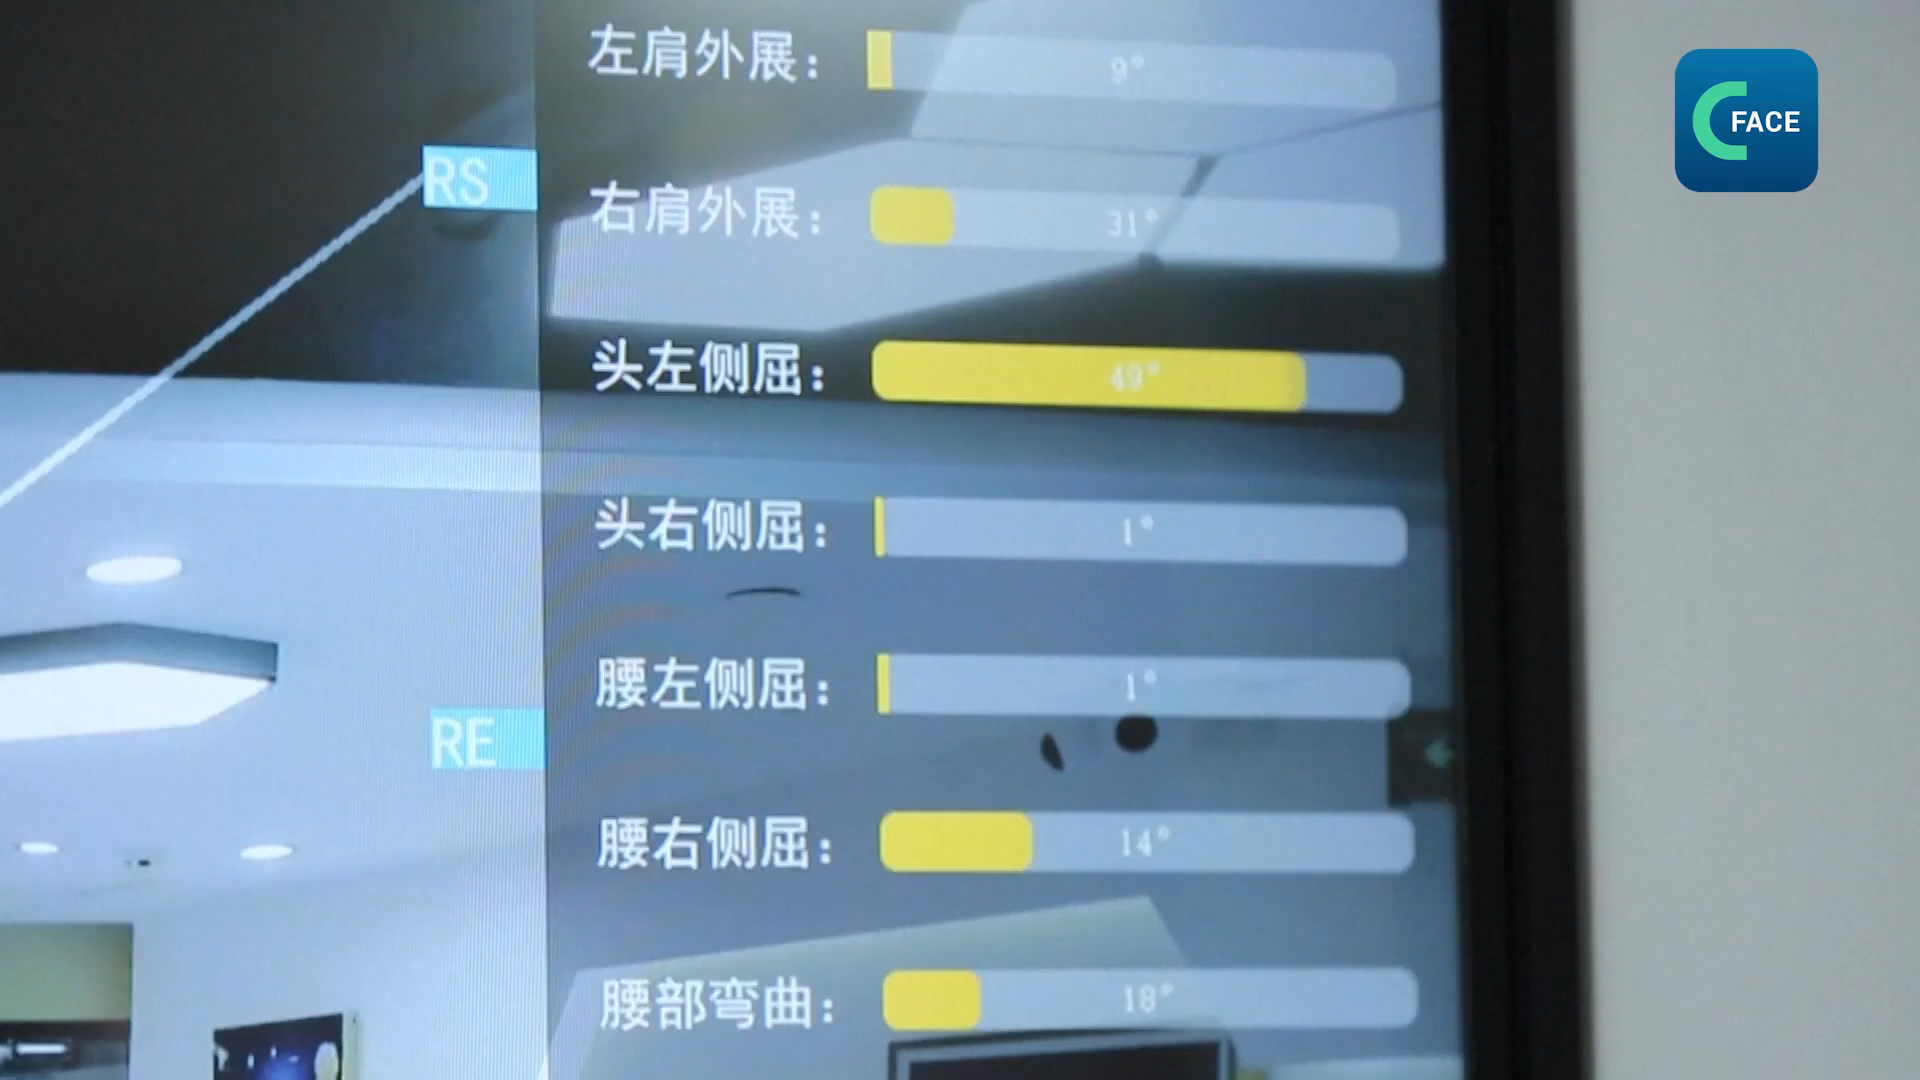 左肩外展： 9°
FACE
RS
右肩外展： 31°
头左侧屈： 49°
头右侧屈： 1°
腰左侧屈： 1°
RE
腰右侧屈： 14°
腰部弯曲： 18°